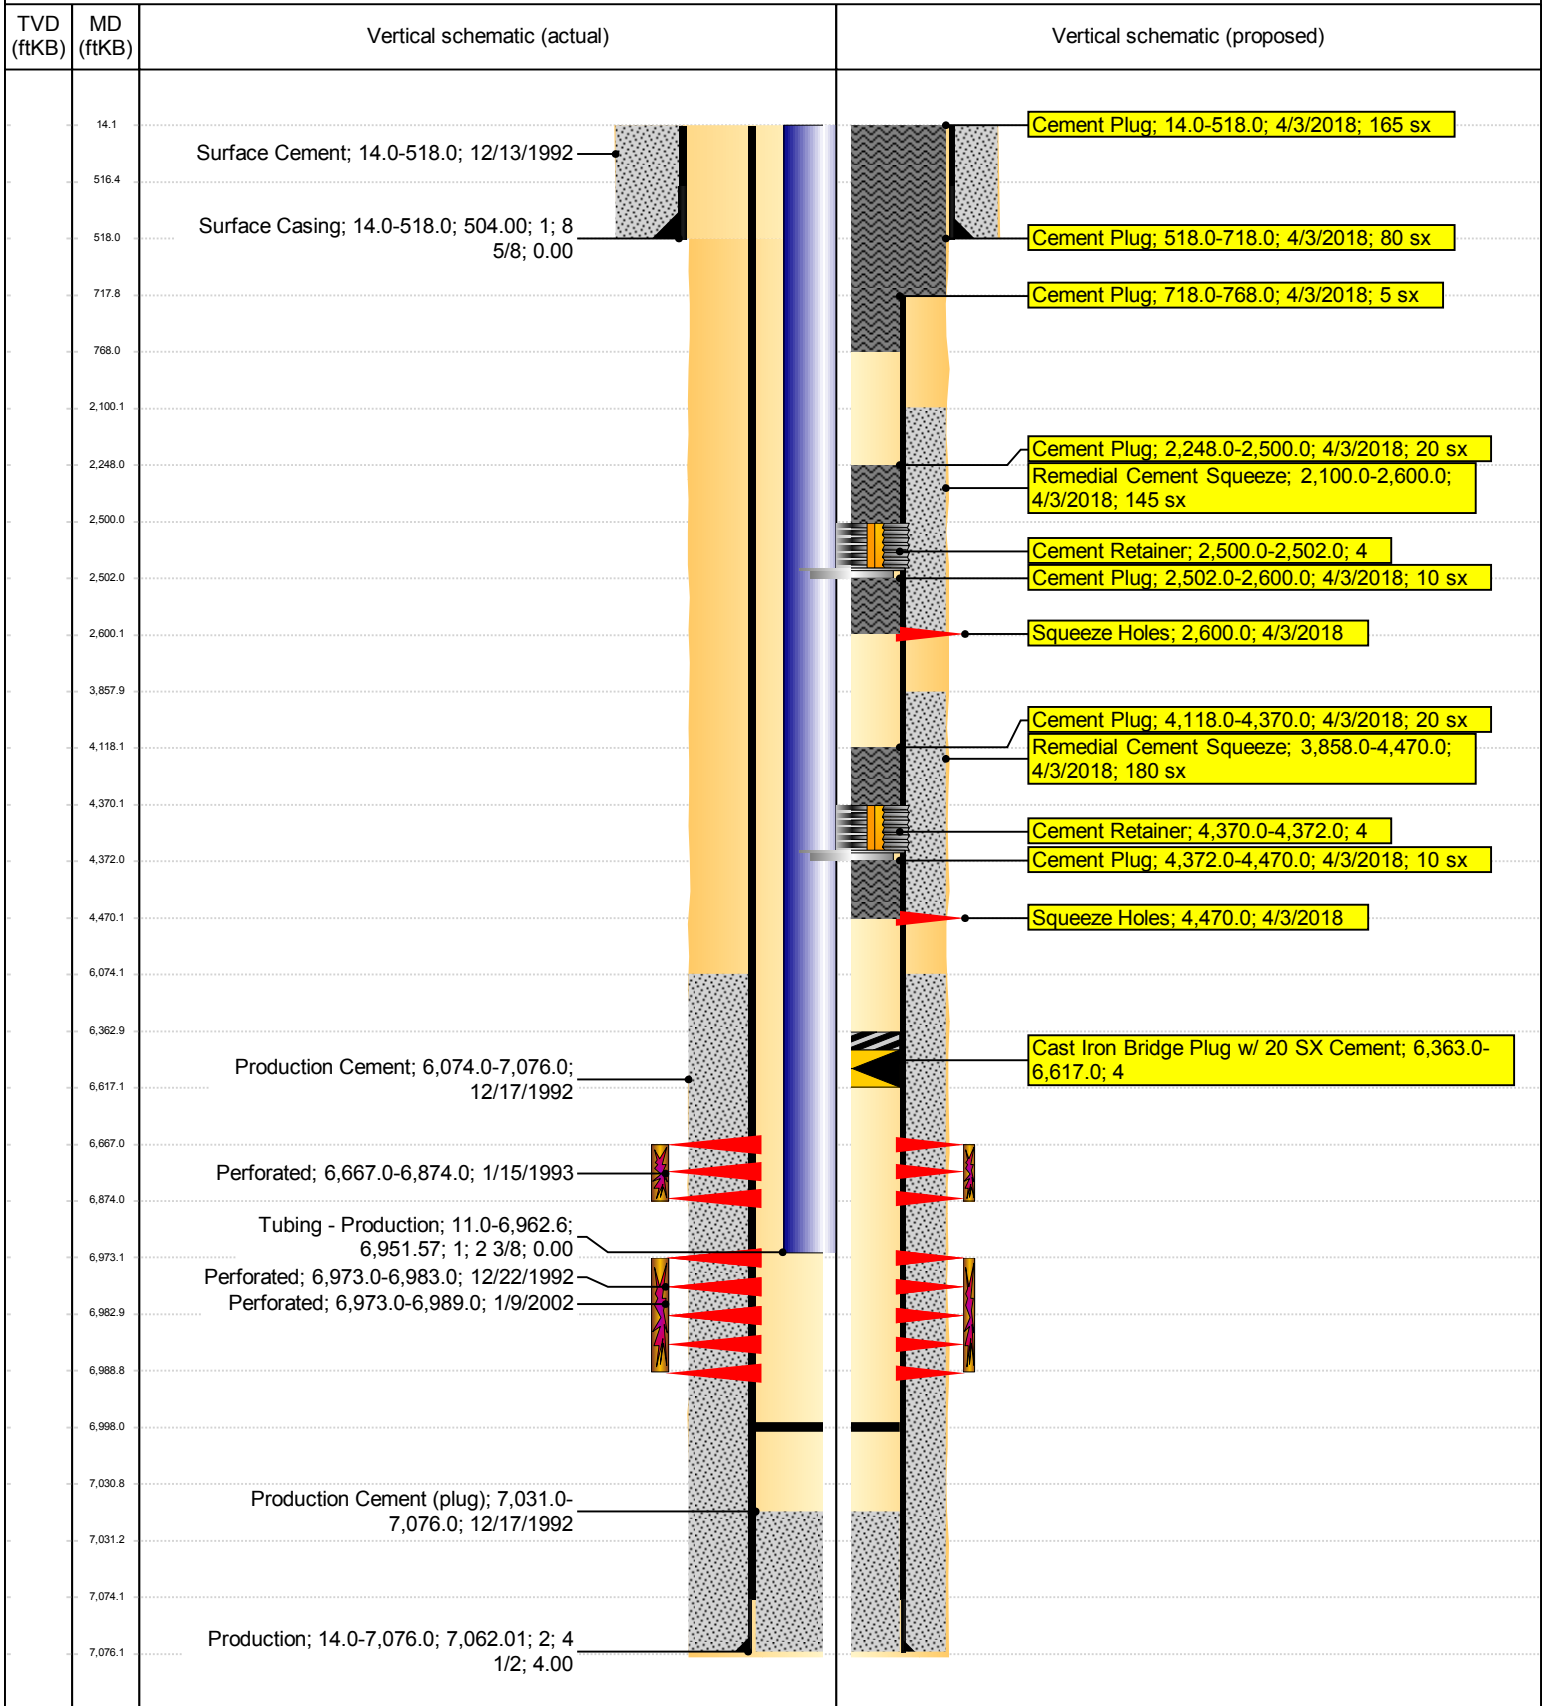 TVD
(ftKB)
MD
(ftKB)
Vertical schematic (actual)
Vertical schematic (proposed)
14.1
516.4
518.0
717.8
768.0
2,100.1
2,248.0
2,500.0
2,502.0
2,600.1
3,857.9
4,118.1
4,370.1
4,372.0
4,470.1
6,074.1
6,362.9
6,617.1
6,667.0
6,874.0
6,973.1
6,982.9
6,988.8
6,998.0
7,030.8
7,031.2
7,074.1
7,076.1
Surface Cement; 14.0-518.0; 12/13/1992
Surface Casing; 14.0-518.0; 504.00; 1; 8
5/8; 0.00
Production Cement; 6,074.0-7,076.0;
12/17/1992
Perforated; 6,667.0-6,874.0; 1/15/1993
Tubing - Production; 11.0-6,962.6;
6,951.57; 1; 2 3/8; 0.00
Perforated; 6,973.0-6,983.0; 12/22/1992
Perforated; 6,973.0-6,989.0; 1/9/2002
Production Cement (plug); 7,031.0-
7,076.0; 12/17/1992
Production; 14.0-7,076.0; 7,062.01; 2; 4
1/2; 4.00
Cement Plug; 14.0-518.0; 4/3/2018; 165 sx
Cement Plug; 518.0-718.0; 4/3/2018; 80 sx
Cement Plug; 718.0-768.0; 4/3/2018; 5 sx
Cement Plug; 2,248.0-2,500.0; 4/3/2018; 20 sx
Remedial Cement Squeeze; 2,100.0-2,600.0;
4/3/2018; 145 sx
Cement Retainer; 2,500.0-2,502.0; 4
Cement Plug; 2,502.0-2,600.0; 4/3/2018; 10 sx
Squeeze Holes; 2,600.0; 4/3/2018
Cement Plug; 4,118.0-4,370.0; 4/3/2018; 20 sx
Remedial Cement Squeeze; 3,858.0-4,470.0;
4/3/2018; 180 sx
Cement Retainer; 4,370.0-4,372.0; 4
Cement Plug; 4,372.0-4,470.0; 4/3/2018; 10 sx
Squeeze Holes; 4,470.0; 4/3/2018
Cast Iron Bridge Plug w/ 20 SX Cement; 6,363.0-
6,617.0; 4